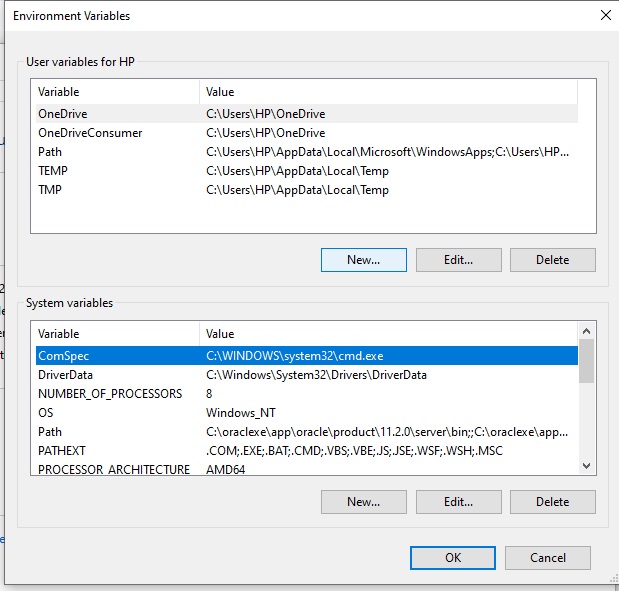 Environment Variables
User variables for HP
Variable Value
OneDrive C:\Users\HP\OneDrive
OneDriveConsumer C:\Users\HP\OneDrive
Path C:\Users\HP\AppData\Local\Microsoft\WindowsApps;C:\Users\HP...
TEMP C:\Users\HP\AppData\Local\Temp
TMP C:\Users\HP\AppData\Local\Temp
New... Edit... Delete
System variables
Variable Value
ComSpec C:\WINDOWS\system32\cmd.exe
DriverData C:\Windows\System32\Drivers\DriverData
NUMBER_OF_PROCESSORS 8
OS Windows_NT
Path C:\oraclexe\app\oracle\product\11.2.0\server\bin;;C:\oraclexe\app...
PATHEXT .COM;.EXE;.BAT;.CMD;.VBS;.VBE;.JS;.JSE;.WSF;.WSH;.MSC
PROCESSOR_ARCHITECTURE AMD64
New... Edit... Delete
OK Cancel